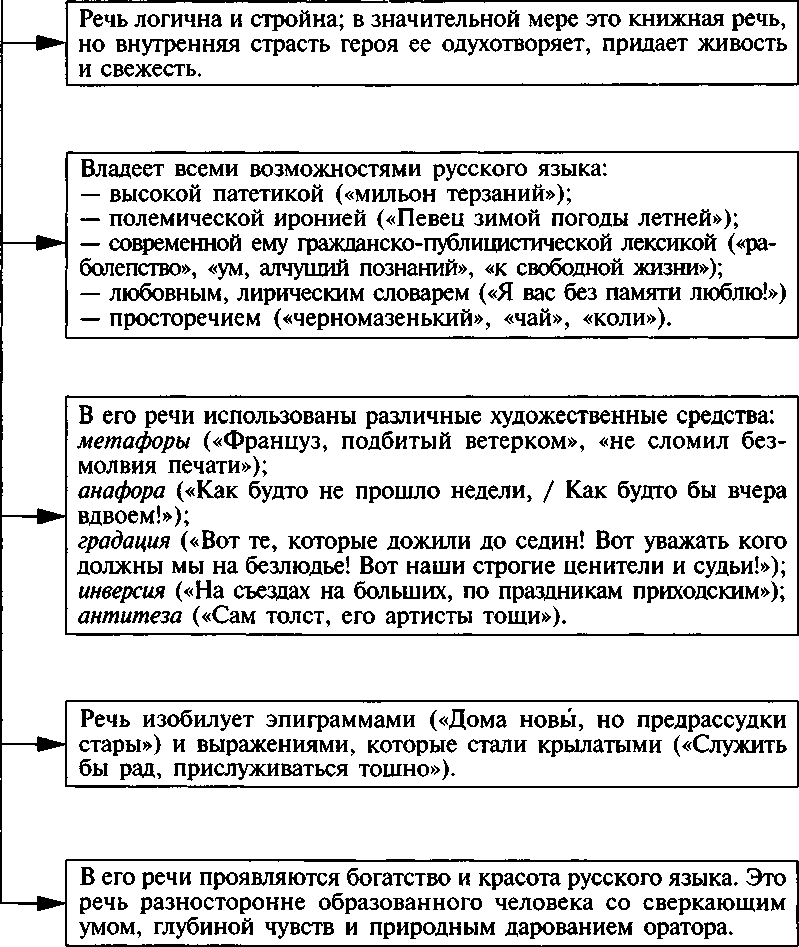 Речь логична и стройна; в значительной мере это книжная речь,
но внутренняя страсть героя ее одухотворяет, придает живость
и свежесть.
Владеет всеми возможностями русского языка:
— высокой патетикой («мильон терзаний»);
— полемической иронией («Певец зимой погоды летней»);
— современной ему гражданско-публицистической лексикой («ра-
болепство», «ум, алчущий познаний», «к свободной жизни»);
— любовным, лирическим словарем («Я вас без памяти люблю!»)
— просторечием («черномазенький», «чай», «коли»).
В его речи использованы различные художественные средства:
метафоры («Француз, подбитый ветерком», «не сломил без-
молвия печати»);
анафора («Как будто не прошло недели, / Как будто бы вчера
вдвоем!»);
градация («Вот те, которые дожили до седин! Вот уважать кого
должны мы на безлюдье! Вот наши строгие ценители и судьи!»);
инверсия («На съездах на больших, по праздникам приходским»);
антитеза («Сам толст, его артисты тощи»).
Речь изобилует эпиграммами («Дома новы́, но предрассудки
стары») и выражениями, которые стали крылатыми («Служить
бы рад, прислуживаться тошно»).
В его речи проявляются богатство и красота русского языка. Это
речь разносторонне образованного человека со сверкающим
умом, глубиной чувств и природным дарованием оратора.